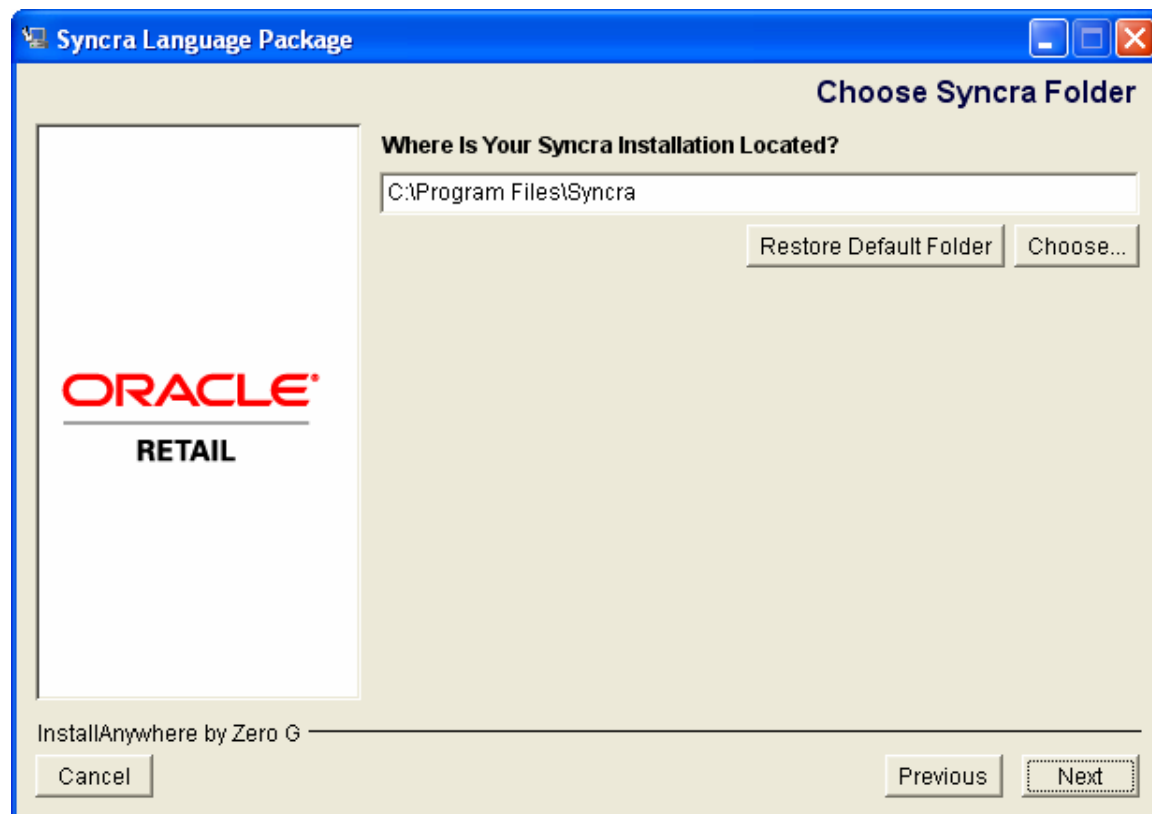 Syncra Language Package
Choose Syncra Folder
Where Is Your Syncra Installation Located?
C:\Program Files\Syncra
Restore Default Folder Choose...
ORACLE
RETAIL
InstallAnywhere by Zero G
Cancel Previous Next